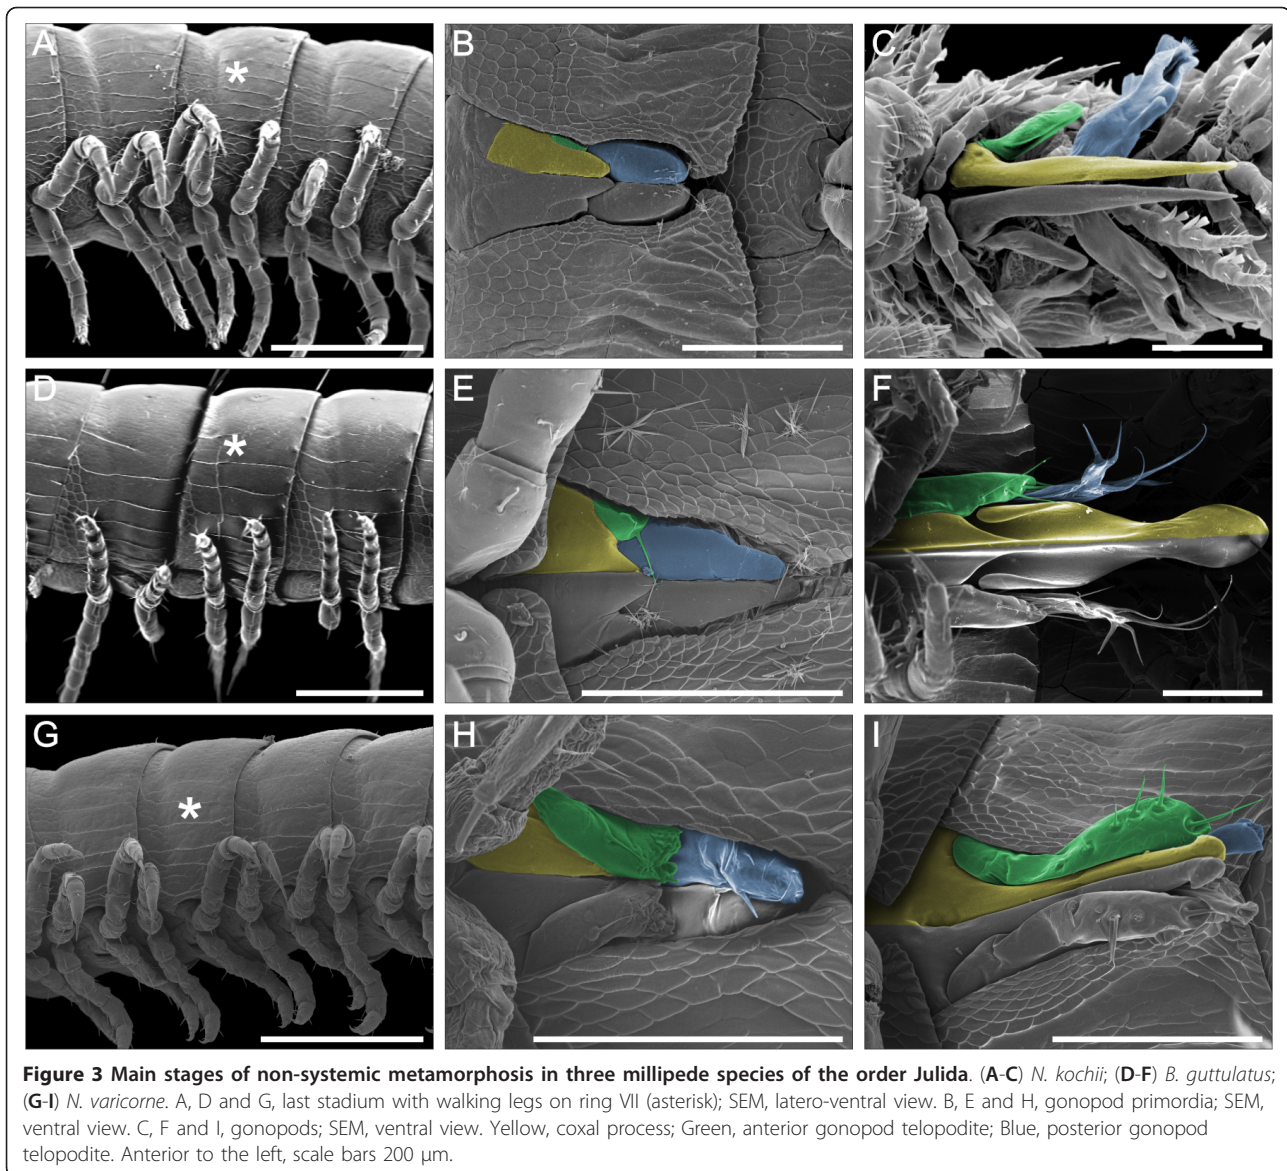 A
*
B
C
D
*
E
F
G
*
H
I
Figure 3 Main stages of non-systemic metamorphosis in three millipede species of the order Julida. (A-C) N. kochii; (D-F) B. guttulatus;
(G-I) N. varicorne. A, D and G, last stadium with walking legs on ring VII (asterisk); SEM, latero-ventral view. B, E and H, gonopod primordia; SEM,
ventral view. C, F and I, gonopods; SEM, ventral view. Yellow, coxal process; Green, anterior gonopod telopodite; Blue, posterior gonopod
telopodite. Anterior to the left, scale bars 200 μm.